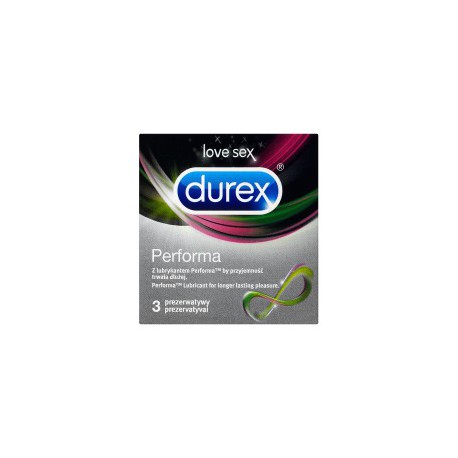 love sex
durex®
Performa
Z lubrykantem Performa™ by przyjemność
trwała dłużej.
Performa™ Lubricant for longer lasting pleasure.
3 prezerwatywy
prezervatyvai